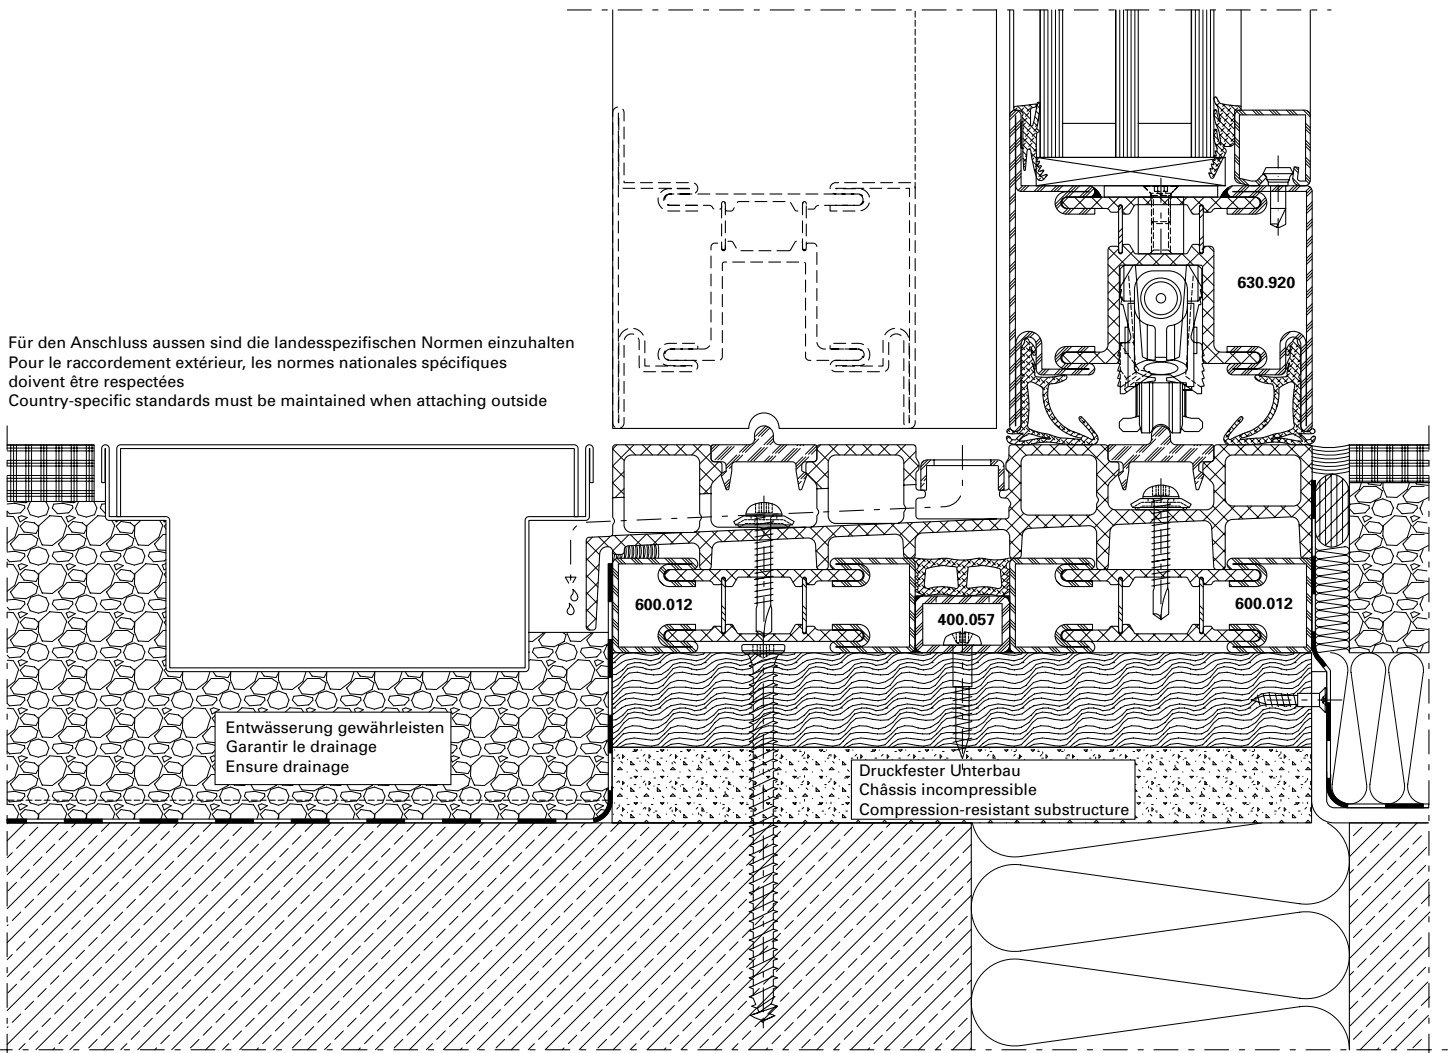 630.920
Für den Anschluss aussen sind die landesspezifischen Normen einzuhalten
Pour le raccordement extérieur, les normes nationales spécifiques
doivent être respectées
Country-specific standards must be maintained when attaching outside
600.012
400.057
600.012
Entwässerung gewährleisten
Garantir le drainage
Ensure drainage
Druckfester Unterbau
Châssis incompressible
Compression-resistant substructure